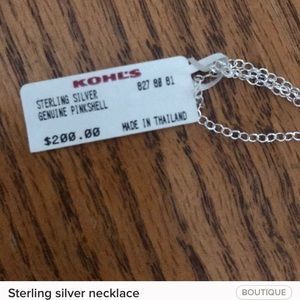 KOHL'S
827 80 81
STERLING SILVER
GENUINE PINKSHELL
$200.00
MADE IN THAILAND
Sterling silver necklace
BOUTIQUE